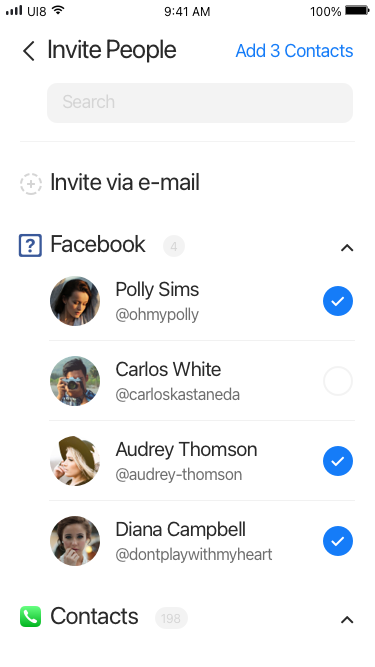 UI8 9:41 AM 100%
Invite People Add 3 Contacts
Search
Invite via e-mail
? Facebook 4
Polly Sims
@ohmypolly
Carlos White
@carloskastaneda
Audrey Thomson
@audrey-thomson
Diana Campbell
@dontplaywithmyheart
Contacts 198